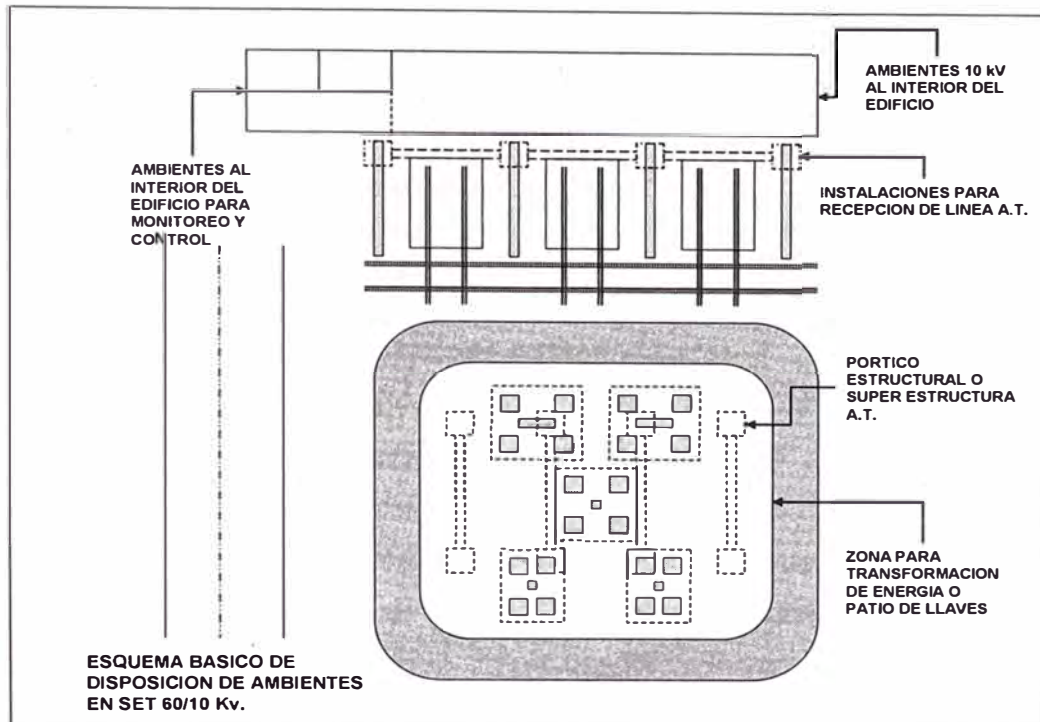 AMBIENTES 10 kV
AL INTERIOR DEL
EDIFICIO
AMBIENTES AL
INTERIOR DEL
EDIFICIO PARA
MONITOREO Y
CONTROL
INSTALACIONES PARA
RECEPCION DE LINEA A.T.
PORTICO
ESTRUCTURAL O
SUPER ESTRUCTURA
A.T.
ZONA PARA
TRANSFORMACION
DE ENERGIA O
PATIO DE LLAVES
ESQUEMA BASICO DE
DISPOSICION DE AMBIENTES
EN SET 60/10 Kv.